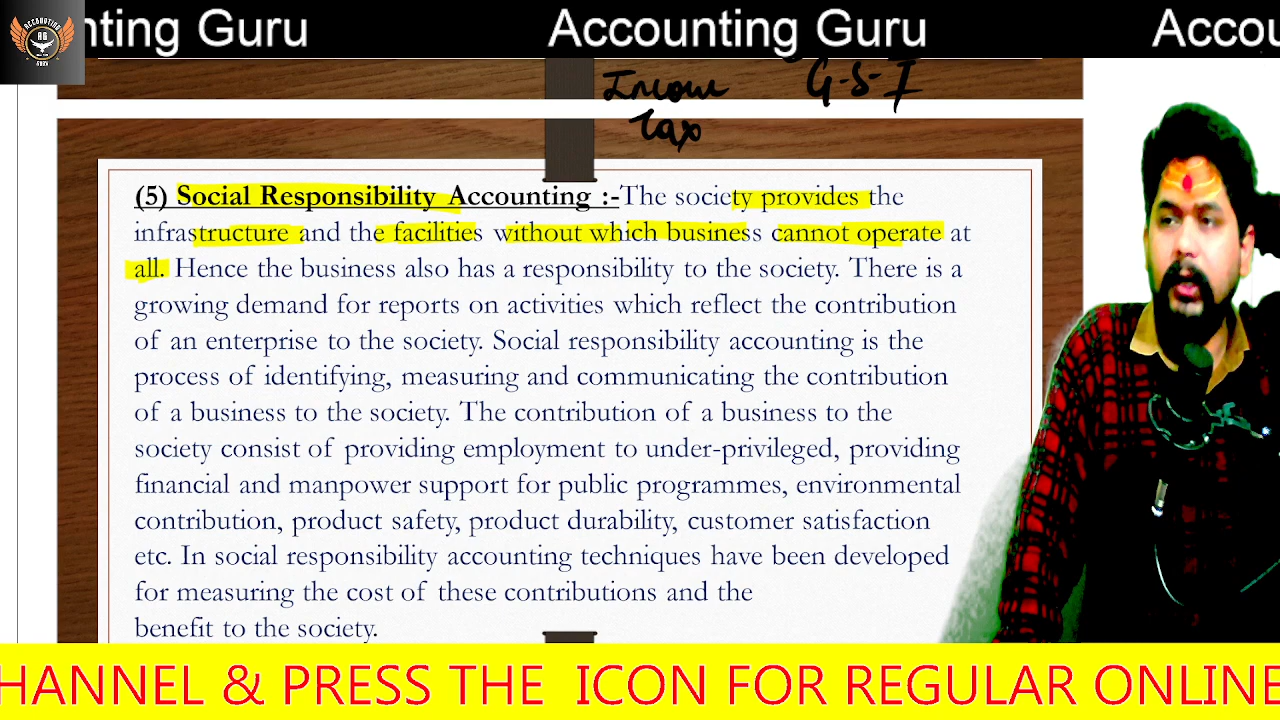 nting Guru Accounting Guru Accou
ACCOUNTING
AG
GURU
Income G-S-T
Tax
(5) Social Responsibility Accounting :-The society provides the
infrastructure and the facilities without which business cannot operate at
all. Hence the business also has a responsibility to the society. There is a
growing demand for reports on activities which reflect the contribution
of an enterprise to the society. Social responsibility accounting is the
process of identifying, measuring and communicating the contribution
of a business to the society. The contribution of a business to the
society consist of providing employment to under-privileged, providing
financial and manpower support for public programmes, environmental
contribution, product safety, product durability, customer satisfaction
etc. In social responsibility accounting techniques have been developed
for measuring the cost of these contributions and the
benefit to the society.
HANNEL & PRESS THE ICON FOR REGULAR ONLINE